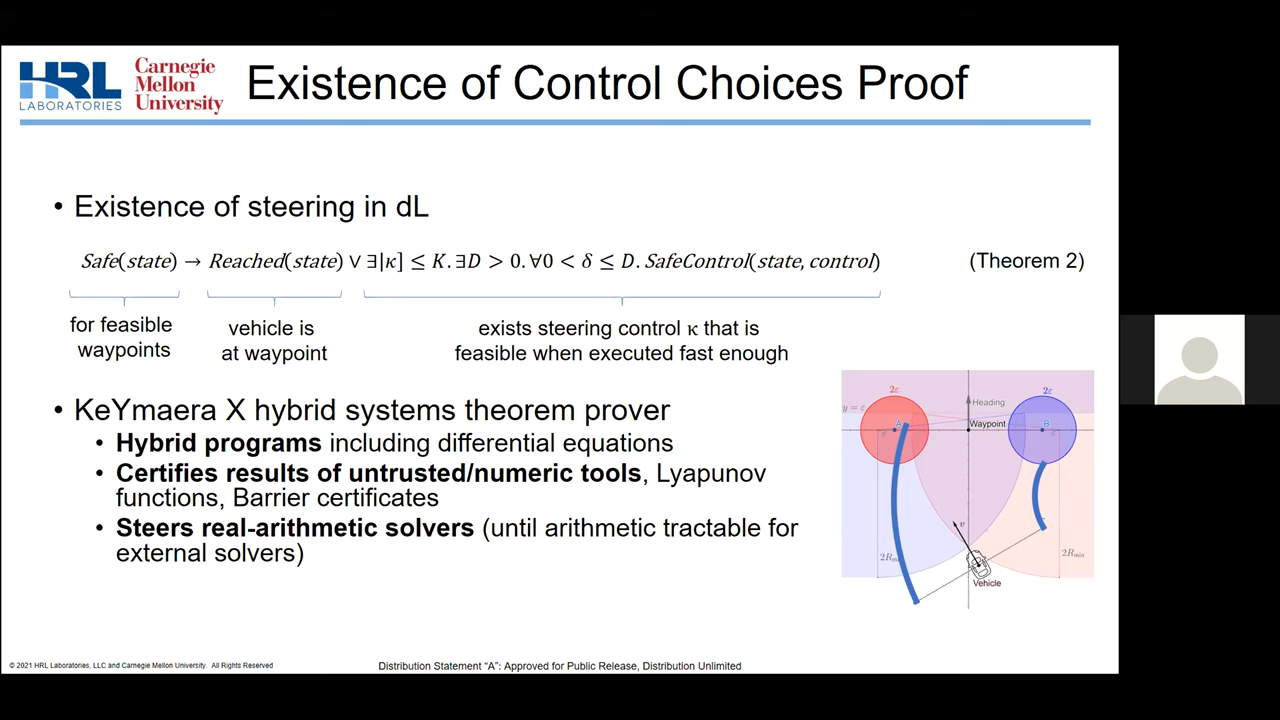 HRL
LABORATORIES
Carnegie
Mellon
University
Existence of Control Choices Proof
• Existence of steering in dL
Safe(state) → Reached(state) ∨ ∃|κ| ≤ K. ∃D > 0. ∀0 < δ ≤ D. SafeControl(state, control)
(Theorem 2)
for feasible
waypoints
vehicle is
at waypoint
exists steering control κ that is
feasible when executed fast enough
• KeYmaera X hybrid systems theorem prover
• Hybrid programs including differential equations
• Certifies results of untrusted/numeric tools, Lyapunov
functions, Barrier certificates
• Steers real-arithmetic solvers (until arithmetic tractable for
external solvers)
2ε
2ε
Heading
y = ε
A
Waypoint
B
v
2R
2Rmin
Vehicle
© 2021 HRL Laboratories, LLC and Carnegie Mellon University. All Rights Reserved
Distribution Statement “A”: Approved for Public Release, Distribution Unlimited